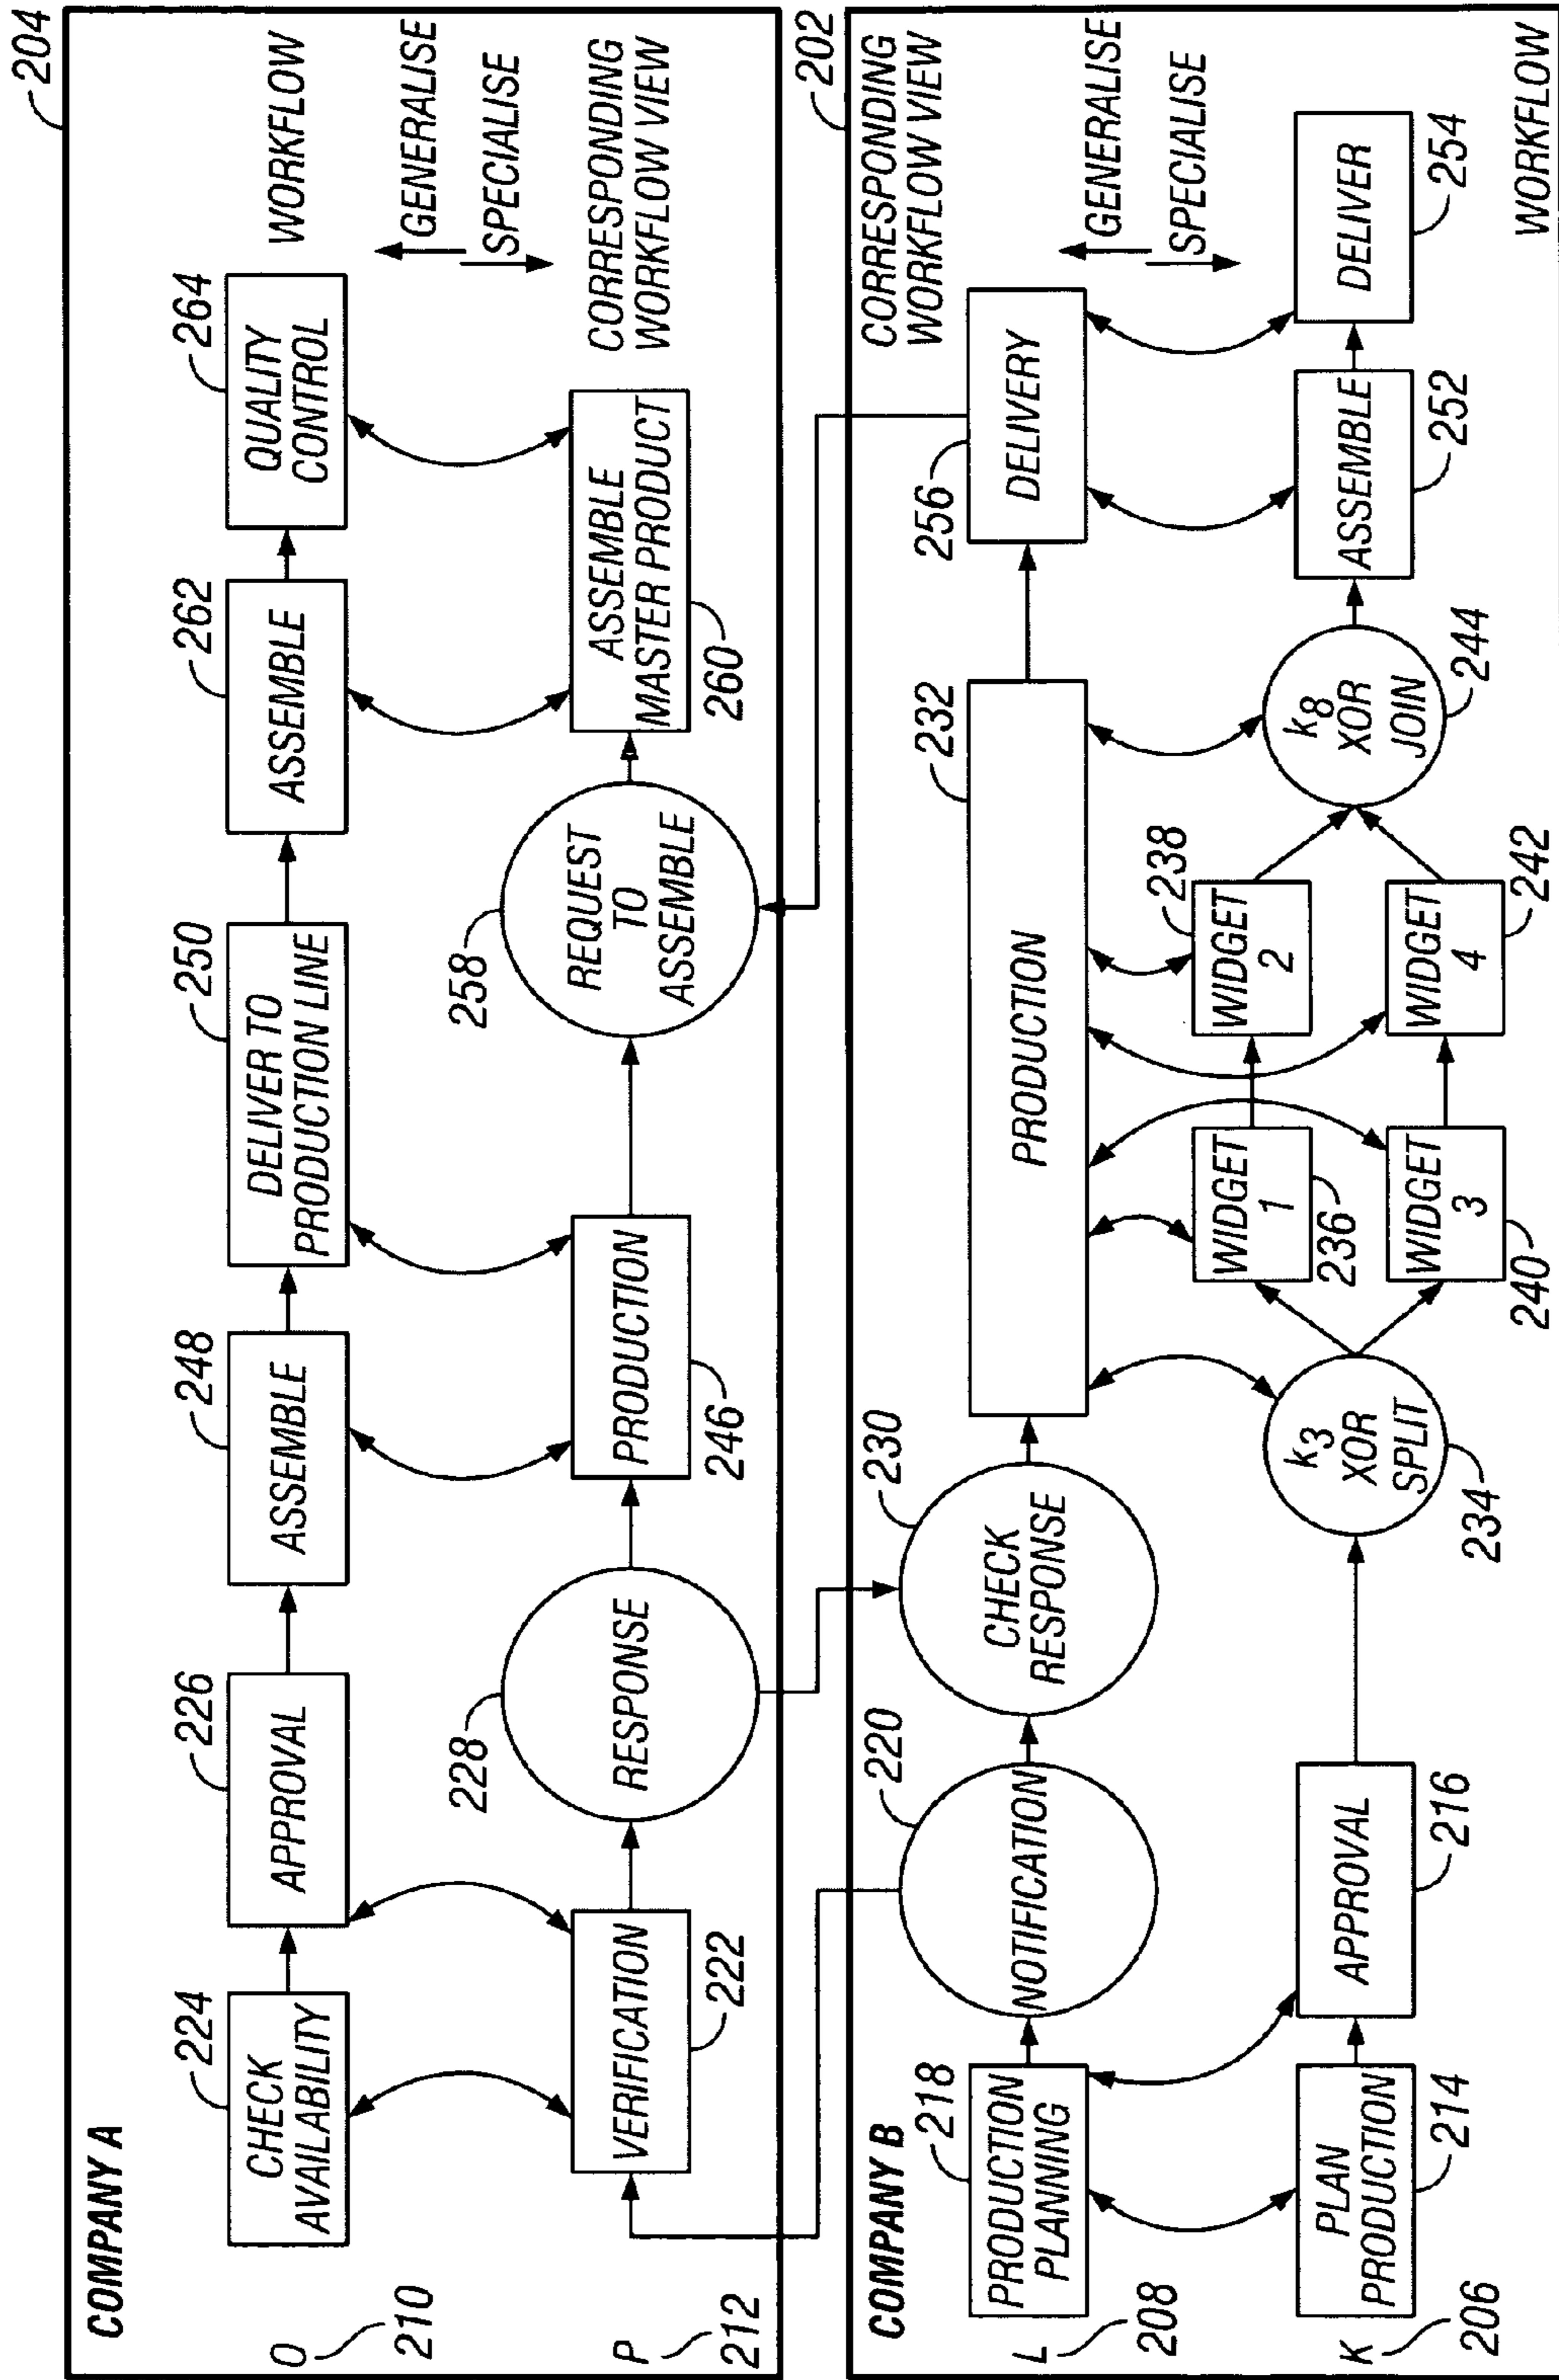 204
COMPANY A
O
210
224
CHECK
AVAILABILITY
226
APPROVAL
248
ASSEMBLE
250
DELIVER TO
PRODUCTION LINE
262
ASSEMBLE
264
QUALITY
CONTROL
WORKFLOW
GENERALISE
SPECIALISE
P
212
VERIFICATION
222
228
RESPONSE
PRODUCTION
246
258
REQUEST
TO
ASSEMBLE
ASSEMBLE
MASTER PRODUCT
260
CORRESPONDING
WORKFLOW VIEW
202
COMPANY B
L
208
218
PRODUCTION
PLANNING
220
NOTIFICATION
230
CHECK
RESPONSE
232
PRODUCTION
256
DELIVERY
CORRESPONDING
WORKFLOW VIEW
GENERALISE
SPECIALISE
K
206
PLAN
PRODUCTION
214
APPROVAL
216
k3
XOR
SPLIT
234
WIDGET
1
236
WIDGET
2
238
WIDGET
3
240
WIDGET
4
242
k8
XOR
JOIN
244
ASSEMBLE
252
DELIVER
254
WORKFLOW